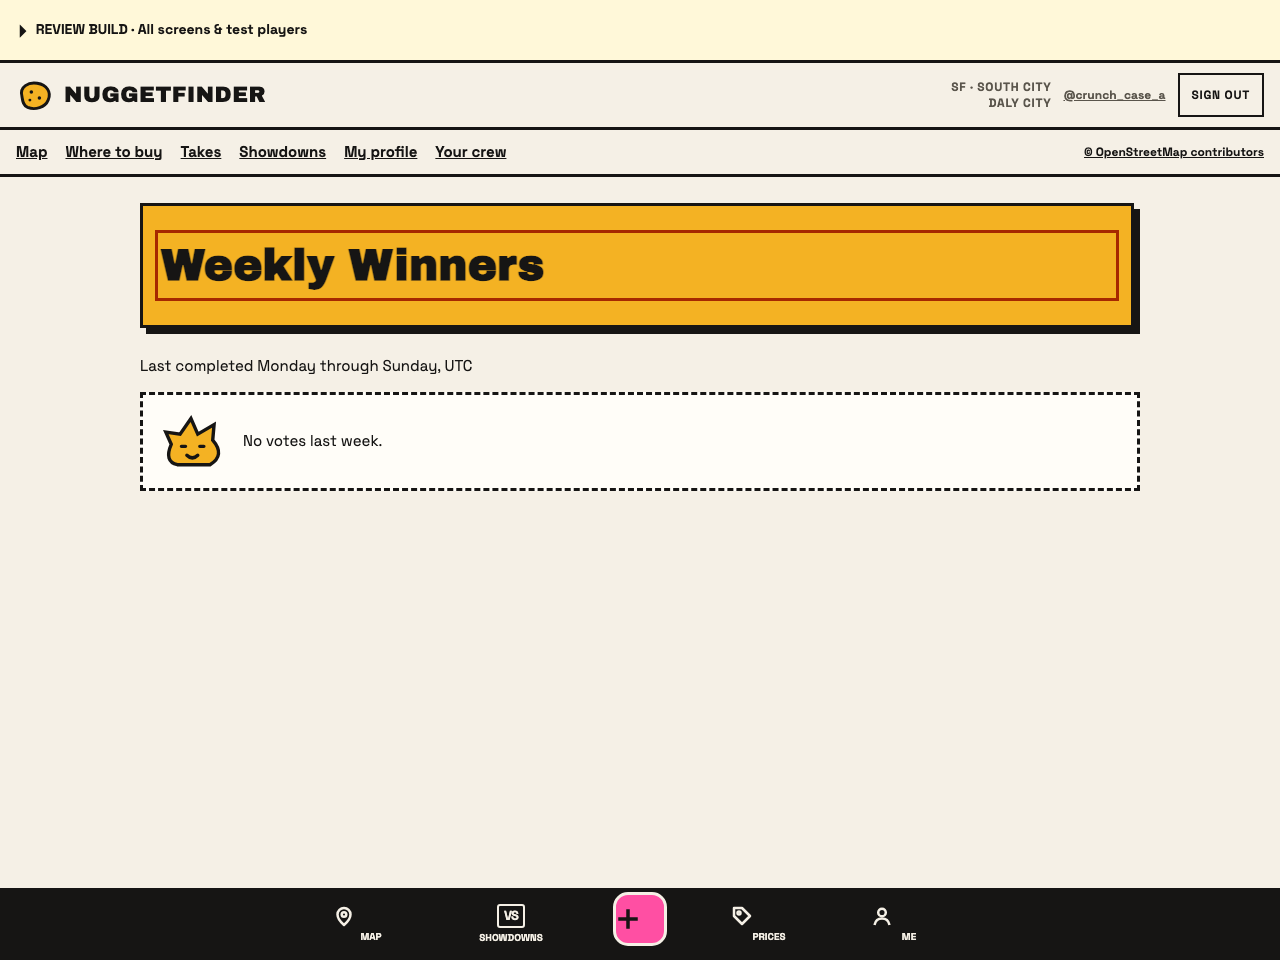 REVIEW BUILD · All screens & test players
NUGGETFINDER
SF · SOUTH CITY
DALY CITY
@crunch_case_a
SIGN OUT
Map Where to buy Takes Showdowns My profile Your crew
© OpenStreetMap contributors
Weekly Winners
Last completed Monday through Sunday, UTC
No votes last week.
MAP
VS
SHOWDOWNS
+
PRICES
ME